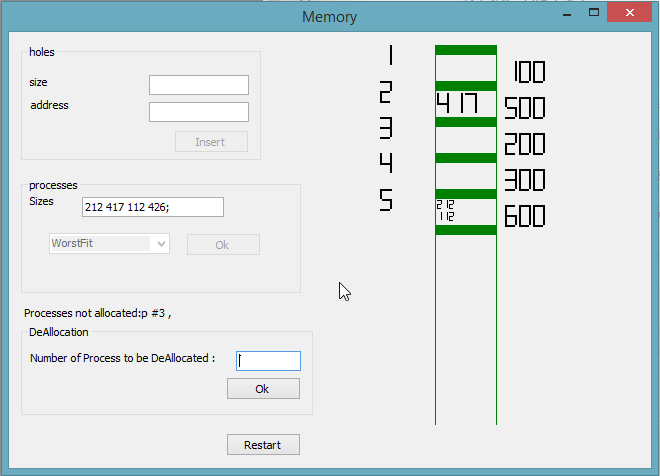 Memory
holes
size
address
Insert
processes
Sizes
212 417 112 426;
WorstFit
Ok
Processes not allocated:p #3 ,
DeAllocation
Number of Process to be DeAllocated :
Ok
Restart
1
100
2
417
500
3
200
4
300
5
212
112
600